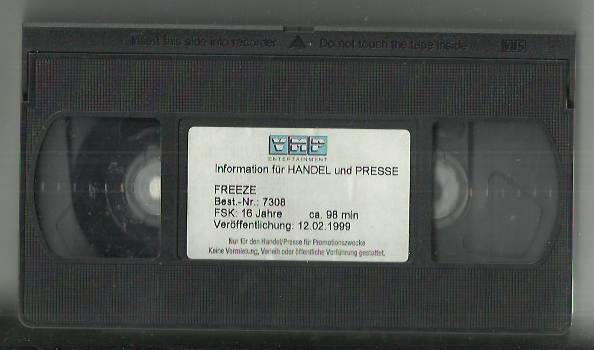 Insert this side into recorder ▲ Do not touch the tape inside VHS
VMP
ENTERTAINMENT
Information für HANDEL und PRESSE
FREEZE
Best.-Nr.: 7308
FSK: 16 Jahre ca. 98 min
Veröffentlichung: 12.02.1999
Nur für den Handel/Presse für Promotionszwecke
Keine Vermietung, Verleih oder öffentliche Vorführung gestattet.